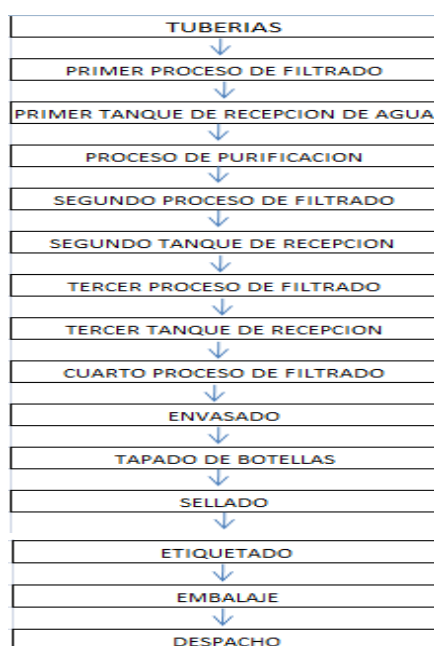 TUBERIAS
PRIMER PROCESO DE FILTRADO
PRIMER TANQUE DE RECEPCION DE AGUA
PROCESO DE PURIFICACION
SEGUNDO PROCESO DE FILTRADO
SEGUNDO TANQUE DE RECEPCION
TERCER PROCESO DE FILTRADO
TERCER TANQUE DE RECEPCION
CUARTO PROCESO DE FILTRADO
ENVASADO
TAPADO DE BOTELLAS
SELLADO
ETIQUETADO
EMBALAJE
DESPACHO